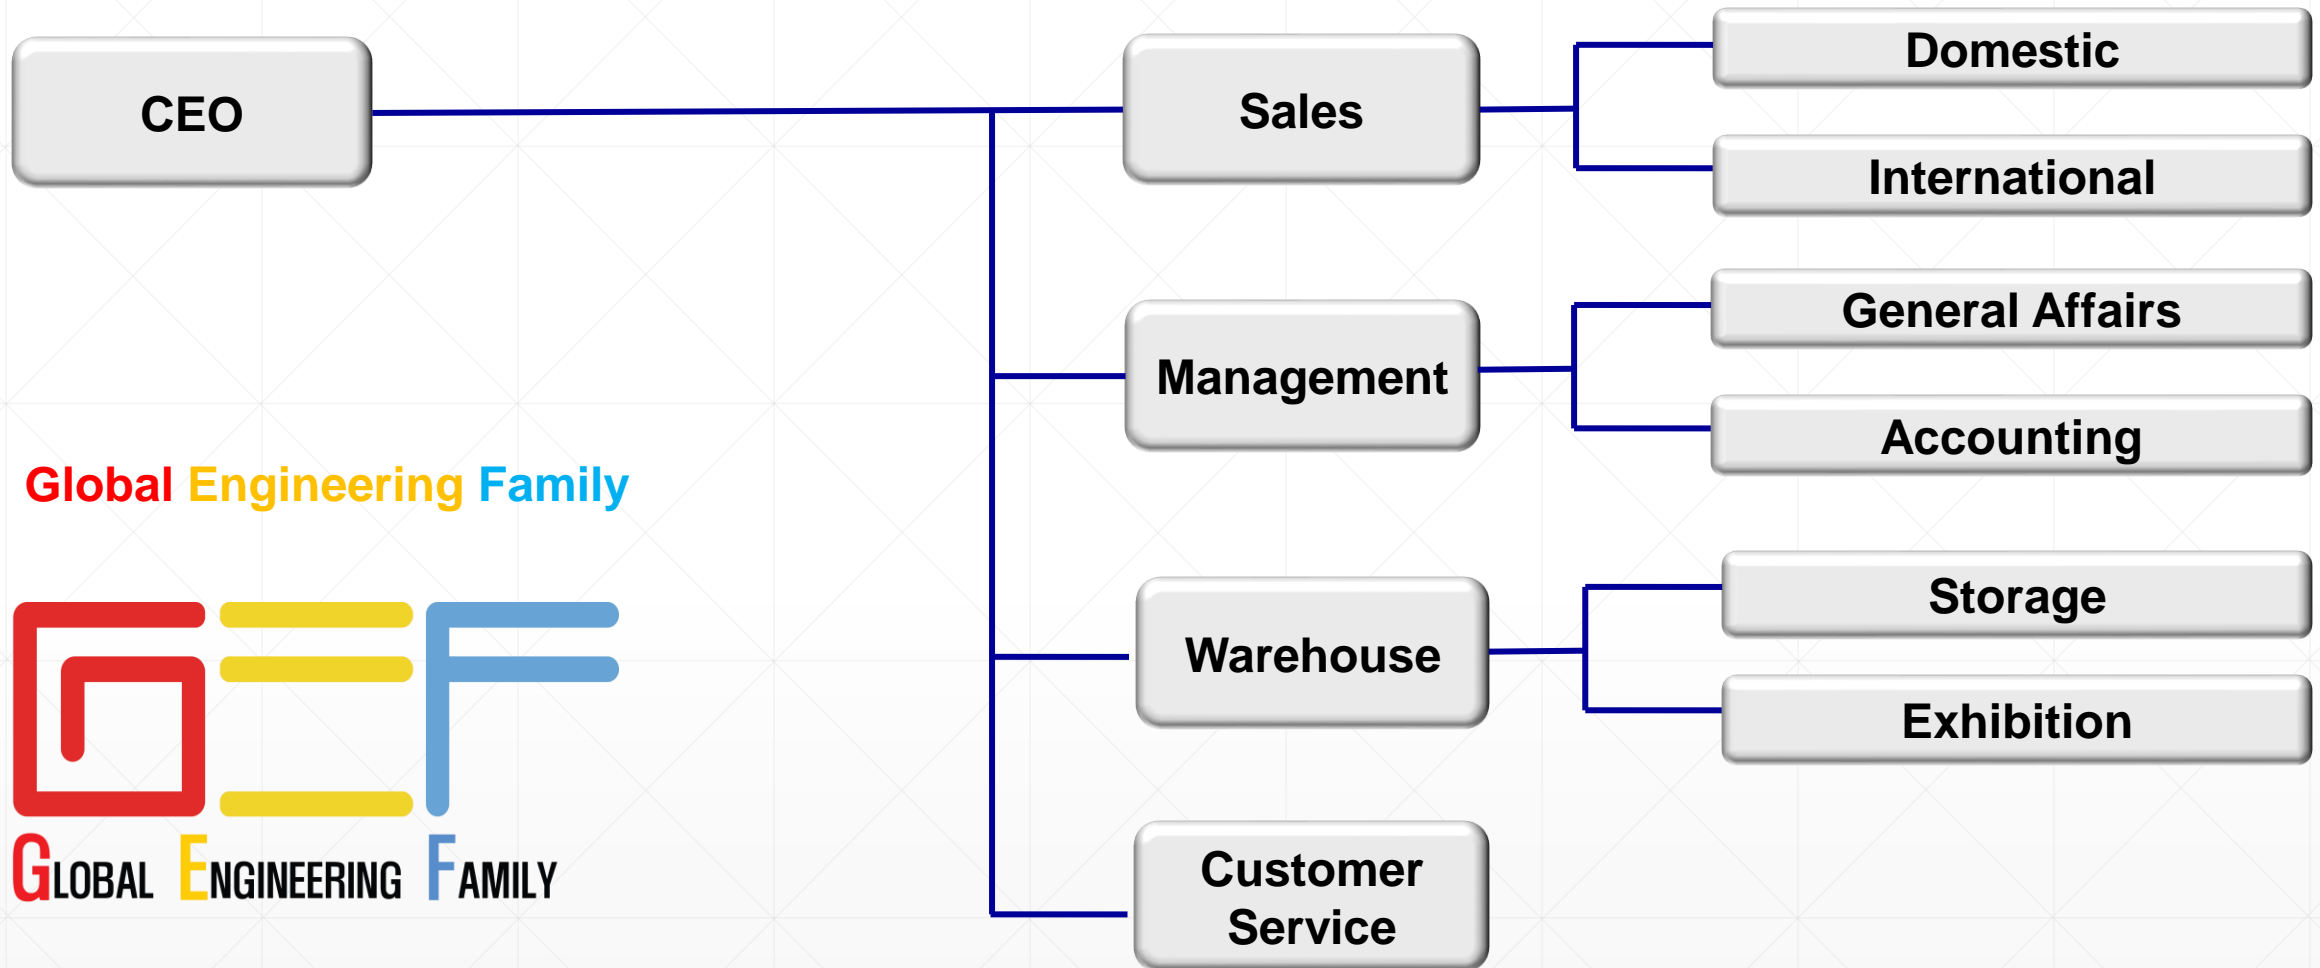 CEO
Sales
Domestic
International
Management
General Affairs
Accounting
Global Engineering Family
Warehouse
Storage
Exhibition
GEF
GLOBAL ENGINEERING FAMILY
Customer
Service